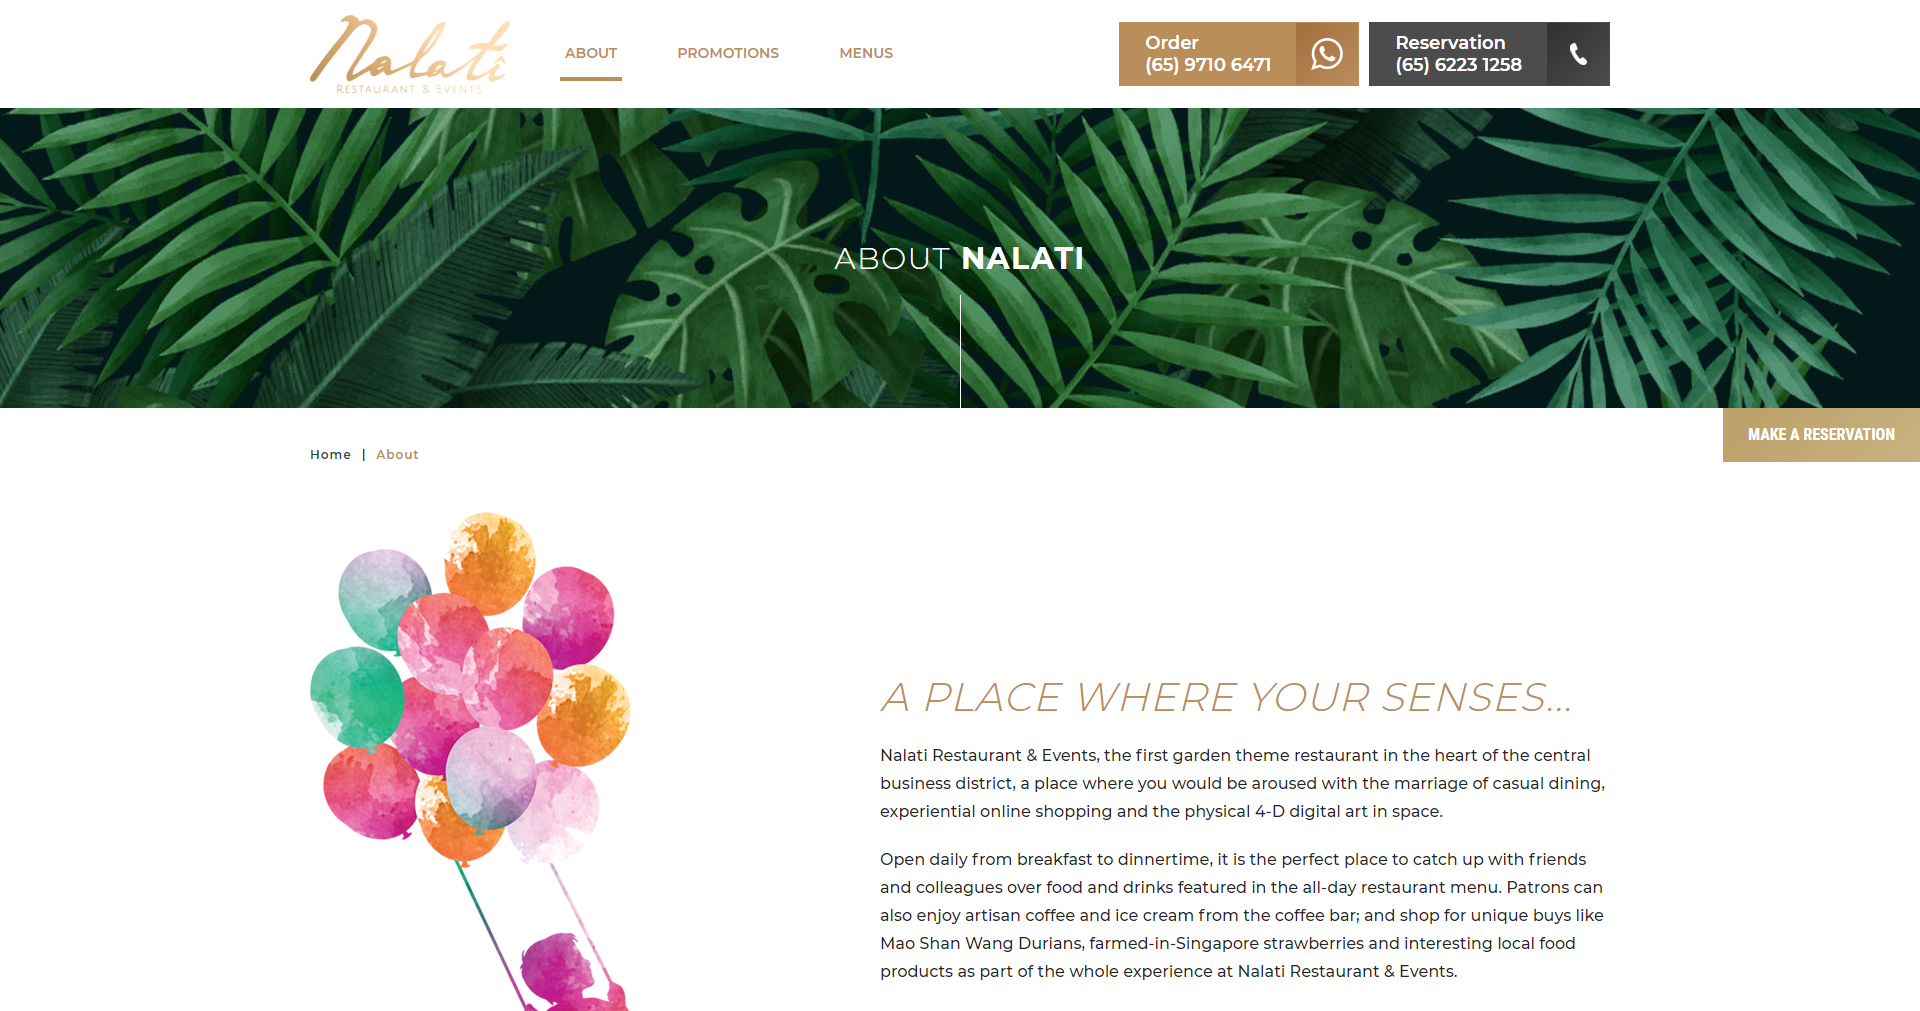 Nalati
RESTAURANT & EVENTS
ABOUT
PROMOTIONS
MENUS
Order
(65) 9710 6471
Reservation
(65) 6223 1258
ABOUT NALATI
MAKE A RESERVATION
Home | About
A PLACE WHERE YOUR SENSES...
Nalati Restaurant & Events, the first garden theme restaurant in the heart of the central
business district, a place where you would be aroused with the marriage of casual dining,
experiential online shopping and the physical 4-D digital art in space.
Open daily from breakfast to dinnertime, it is the perfect place to catch up with friends
and colleagues over food and drinks featured in the all-day restaurant menu. Patrons can
also enjoy artisan coffee and ice cream from the coffee bar; and shop for unique buys like
Mao Shan Wang Durians, farmed-in-Singapore strawberries and interesting local food
products as part of the whole experience at Nalati Restaurant & Events.